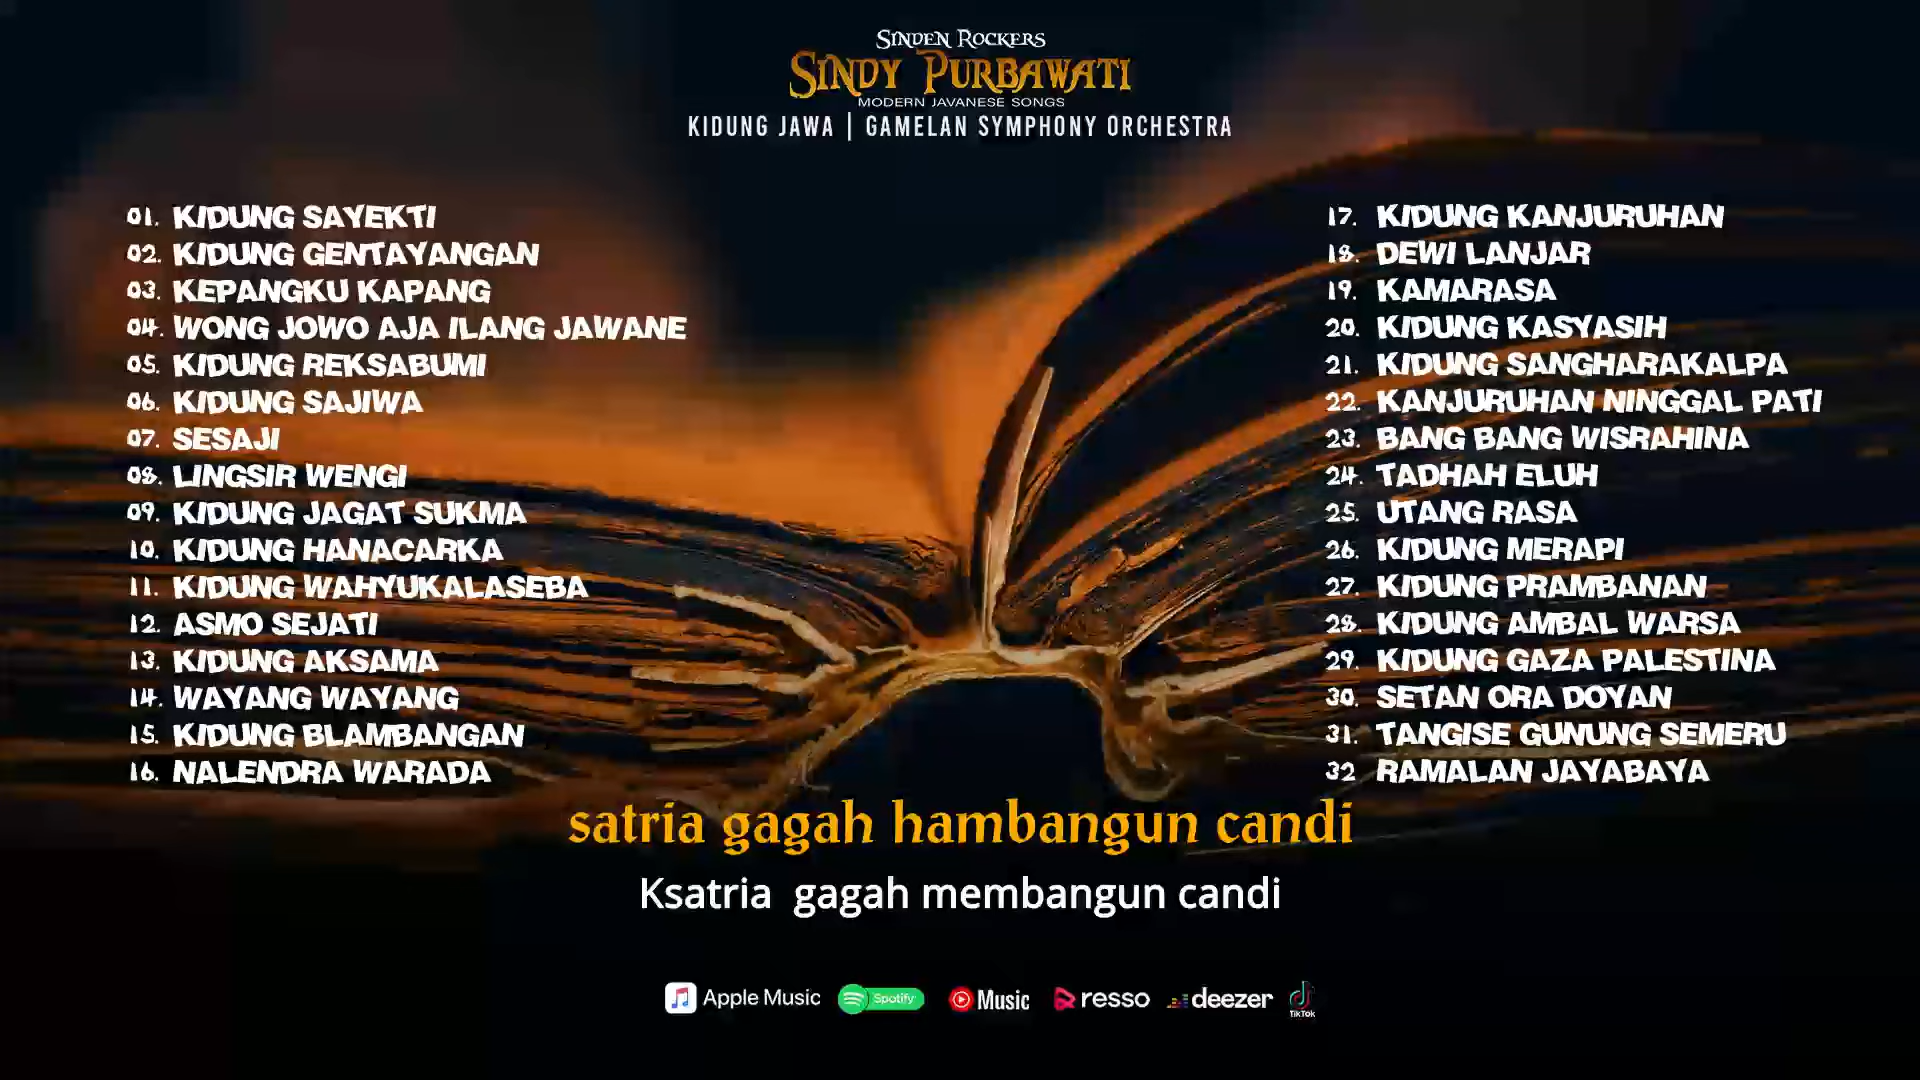 SINDEN ROCKERS
SINDY PURBAWATI
MODERN JAVANESE SONGS
KIDUNG JAWA | GAMELAN SYMPHONY ORCHESTRA
01. KIDUNG SAYEKTI
02. KIDUNG GENTAYANGAN
03. KEPANGKU KAPANG
04. WONG JOWO AJA ILANG JAWANE
05. KIDUNG REKSABUMI
06. KIDUNG SAJIWA
07. SESAJI
08. LINGSIR WENGI
09. KIDUNG JAGAT SUKMA
10. KIDUNG HANACARKA
11. KIDUNG WAHYUKALASEBA
12. ASMO SEJATI
13. KIDUNG AKSAMA
14. WAYANG WAYANG
15. KIDUNG BLAMBANGAN
16. NALENDRA WARADA
17. KIDUNG KANJURUHAN
18. DEWI LANJAR
19. KAMARASA
20. KIDUNG KASYASIH
21. KIDUNG SANGHARAKALPA
22. KANJURUHAN NINGGAL PATI
23. BANG BANG WISRAHINA
24. TADHAH ELUH
25. UTANG RASA
26. KIDUNG MERAPI
27. KIDUNG PRAMBANAN
28. KIDUNG AMBAL WARSA
29. KIDUNG GAZA PALESTINA
30. SETAN ORA DOYAN
31. TANGISE GUNUNG SEMERU
32 RAMALAN JAYABAYA
satria gagah hambangun candi
Ksatria gagah membangun candi
Apple Music Spotify Music resso deezer TikTok